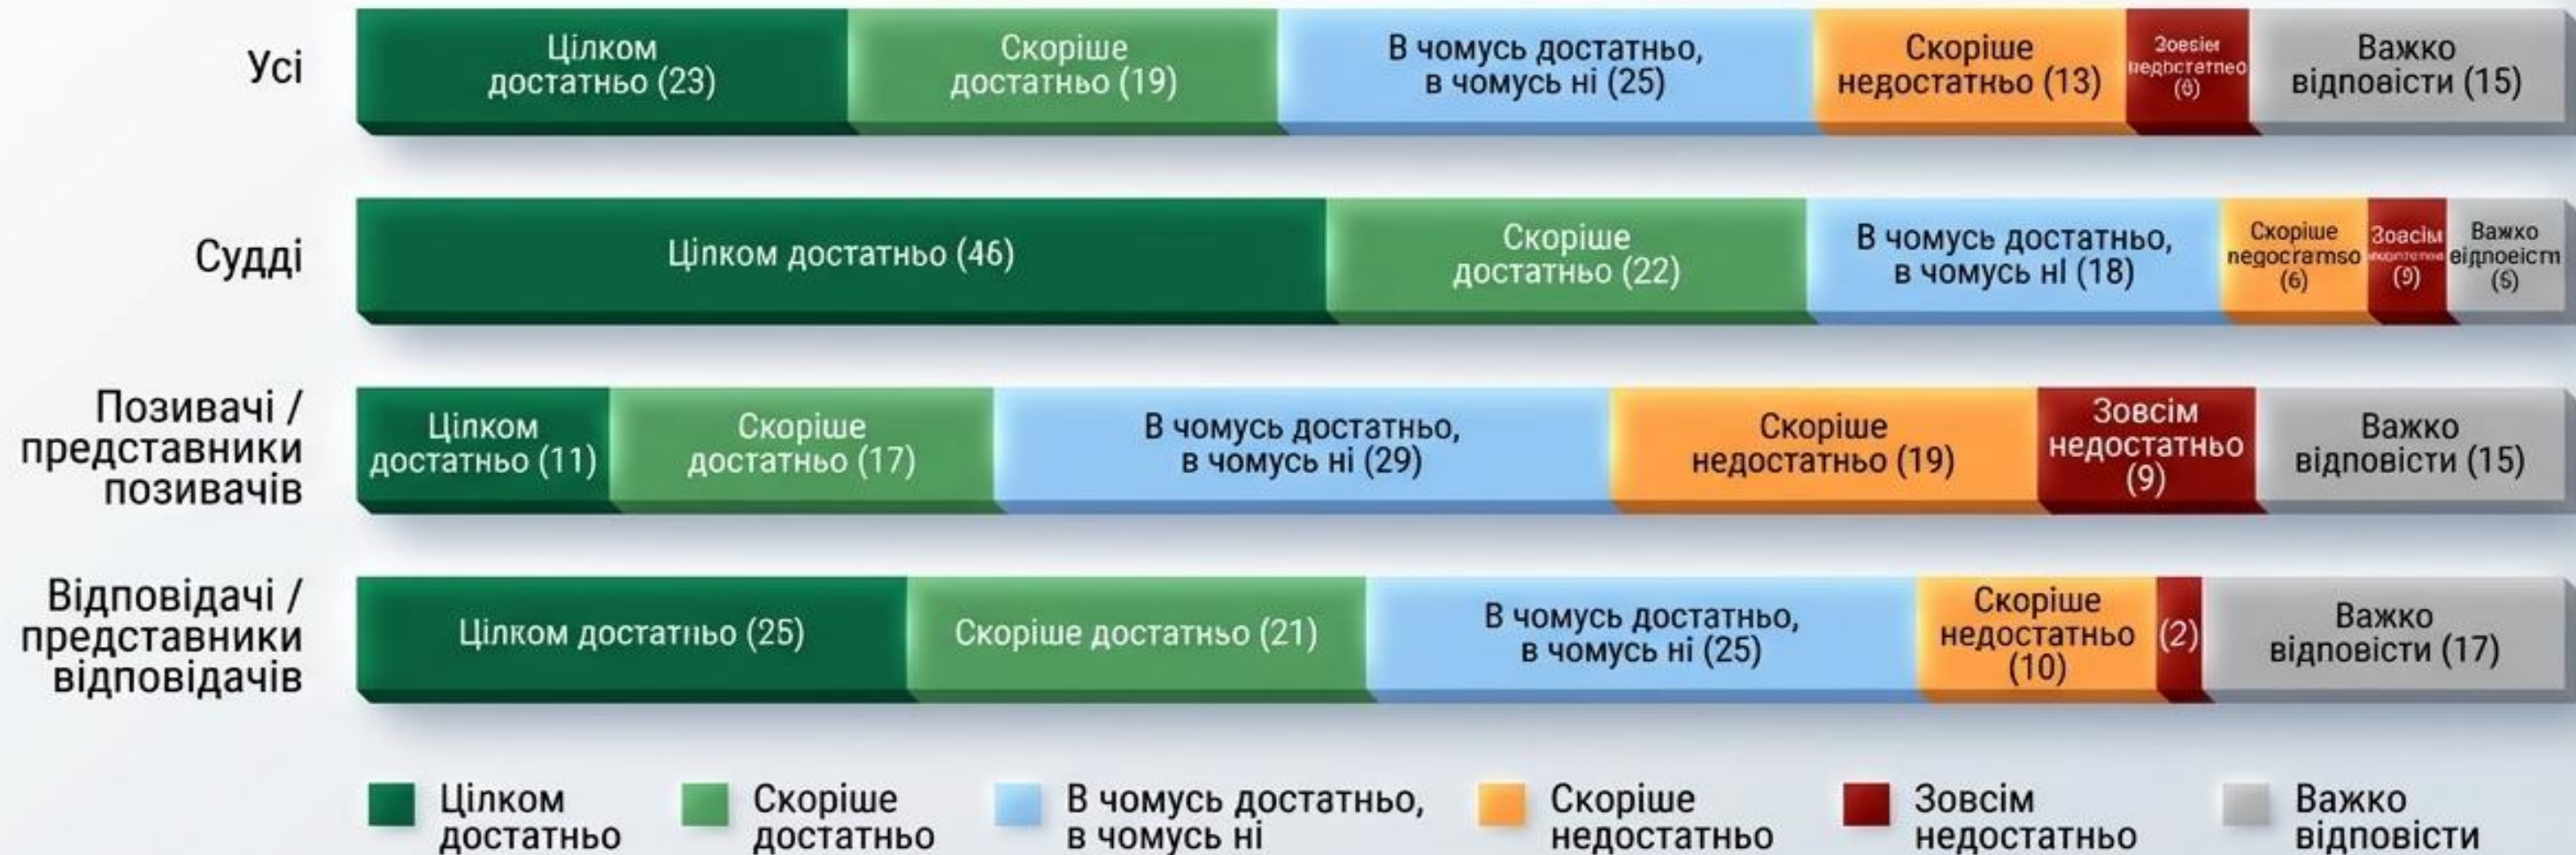 Усі
Цілком
достатньо (23)
Скоріше
достатньо (19)
В чомусь достатньо,
в чомусь ні (25)
Скоріше
недостатньо (13)
Важко
відповісти (15)
Судді
Цілком достатньо (46)
Скоріше
достатньо (22)
В чомусь достатньо,
в чомусь ні (18)
Скоріше
(6)
(9)
Важко
(5)
Позивачі /
представники
позивачів
Цілком
достатньо (11)
Скоріше
достатньо (17)
В чомусь достатньо,
в чомусь ні (29)
Скоріше
недостатньо (19)
Зовсім
недостатньо
(9)
Важко
відповісти (15)
Відповідачі /
представники
відповідачів
Цілком достатньо (25)
Скоріше достатньо (21)
В чомусь достатньо,
в чомусь ні (25)
Скоріше
недостатньо
(10)
(2)
Важко
відповісти (17)
Цілком
достатньо
Скоріше
достатньо
В чомусь достатньо,
в чомусь ні
Скоріше
недостатньо
Зовсім
недостатньо
Важко
відповісти